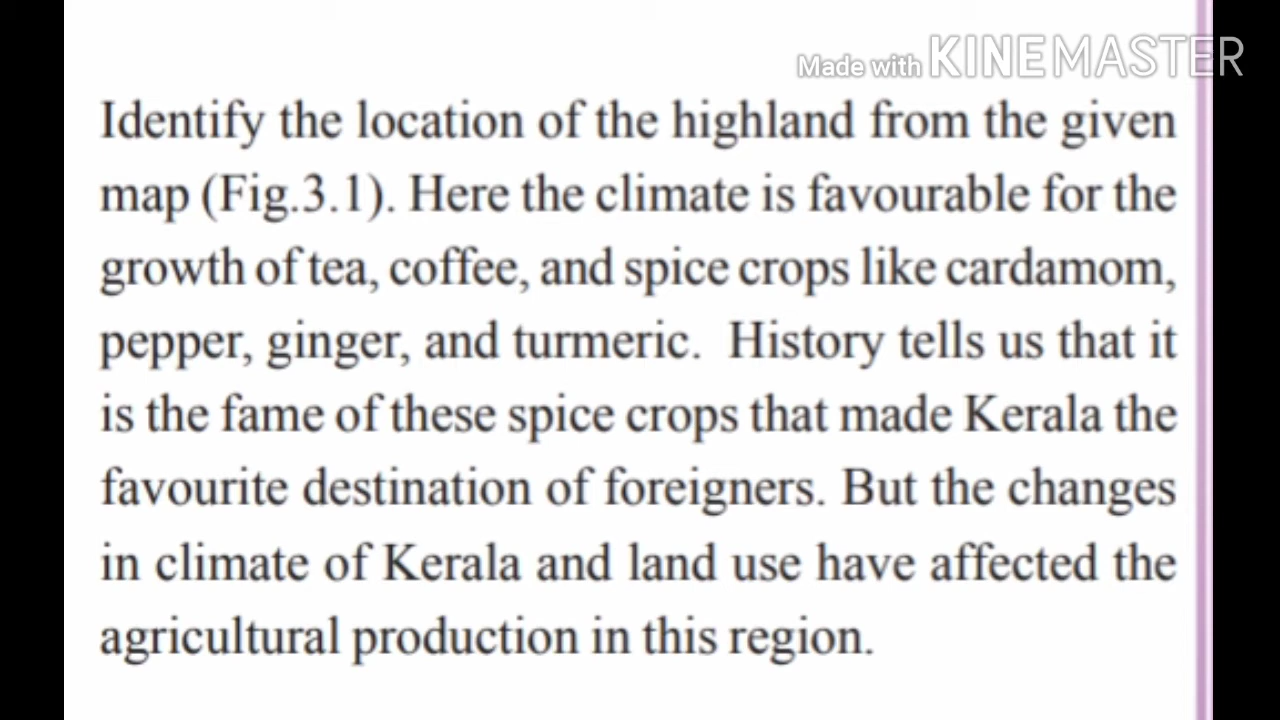 Made with KINEMASTER
Identify the location of the highland from the given
map (Fig.3.1). Here the climate is favourable for the
growth of tea, coffee, and spice crops like cardamom,
pepper, ginger, and turmeric. History tells us that it
is the fame of these spice crops that made Kerala the
favourite destination of foreigners. But the changes
in climate of Kerala and land use have affected the
agricultural production in this region.